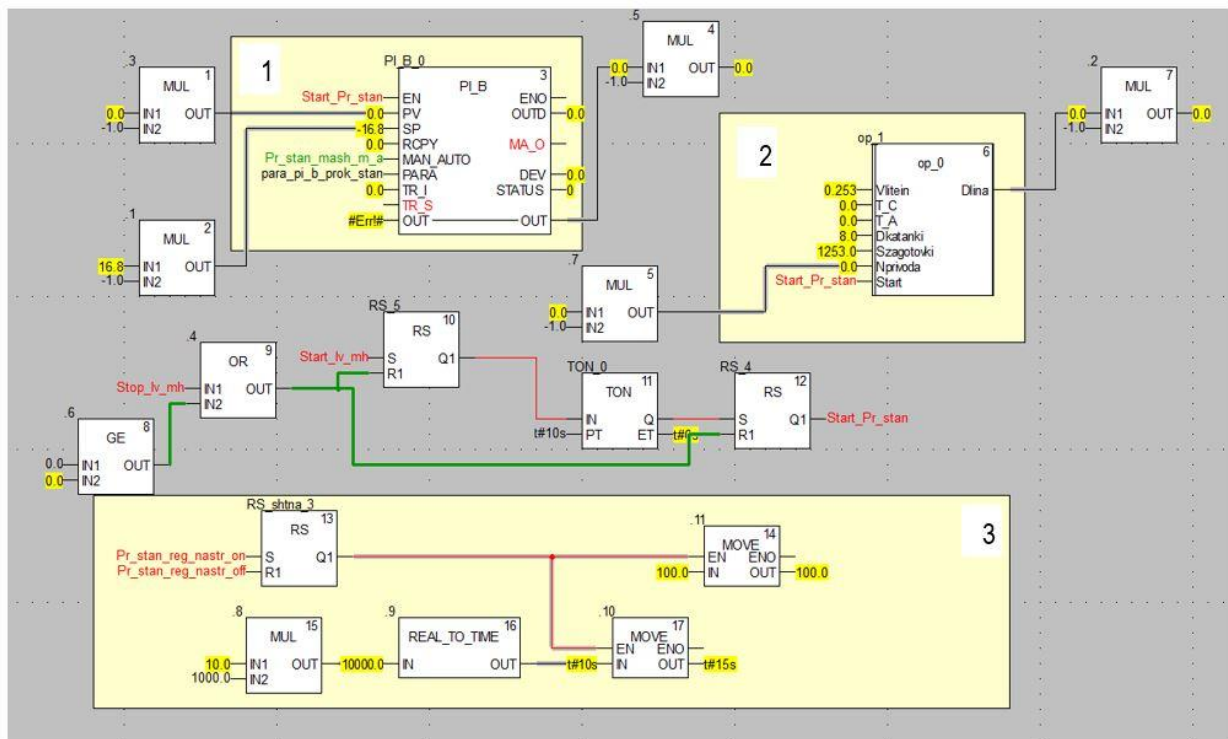 1
.3
1
MUL
0.0 IN1 OUT
-1.0 IN2
PI_B_0
3
PI_B
Start_Pr_stan EN ENO
0.0 PV OUTD 0.0
-16.8 SP
0.0 RCPY MA_O
Pr_stan_mash_m_a MAN_AUTO
para_pi_b_prok_stan PARA DEV 0.0
0.0 TR_I STATUS 0
TR_S
#Err!# OUT OUT
.5
4
MUL
0.0 IN1 OUT 0.0
-1.0 IN2
.2
7
MUL
0.0 IN1 OUT 0.0
-1.0 IN2
.1
2
MUL
16.8 IN1 OUT
-1.0 IN2
2
op_1
6
op_0
0.253 Vlitein Dlina
0.0 T_C
0.0 T_A
8.0 Dkatanki
1253.0 Szagotovki
0.0 Nprivoda
Start_Pr_stan Start
.7
5
MUL
0.0 IN1 OUT
-1.0 IN2
RS_5
10
RS
Start_lv_mh S Q1
R1
.4
9
OR
Stop_lv_mh IN1 OUT
IN2
TON_0
11
TON
IN Q
t#10s PT ET t#0s
RS_4
12
RS
S Q1 Start_Pr_stan
R1
.6
8
GE
0.0 IN1 OUT
0.0 IN2
3
RS_shtna_3
13
RS
Pr_stan_reg_nastr_on S Q1
Pr_stan_reg_nastr_off R1
.11
14
MOVE
EN ENO
100.0 IN OUT 100.0
.8
15
MUL
10.0 IN1 OUT 10000.0
1000.0 IN2
.9
16
REAL_TO_TIME
IN OUT t#10s
.10
17
MOVE
EN ENO
IN OUT t#15s